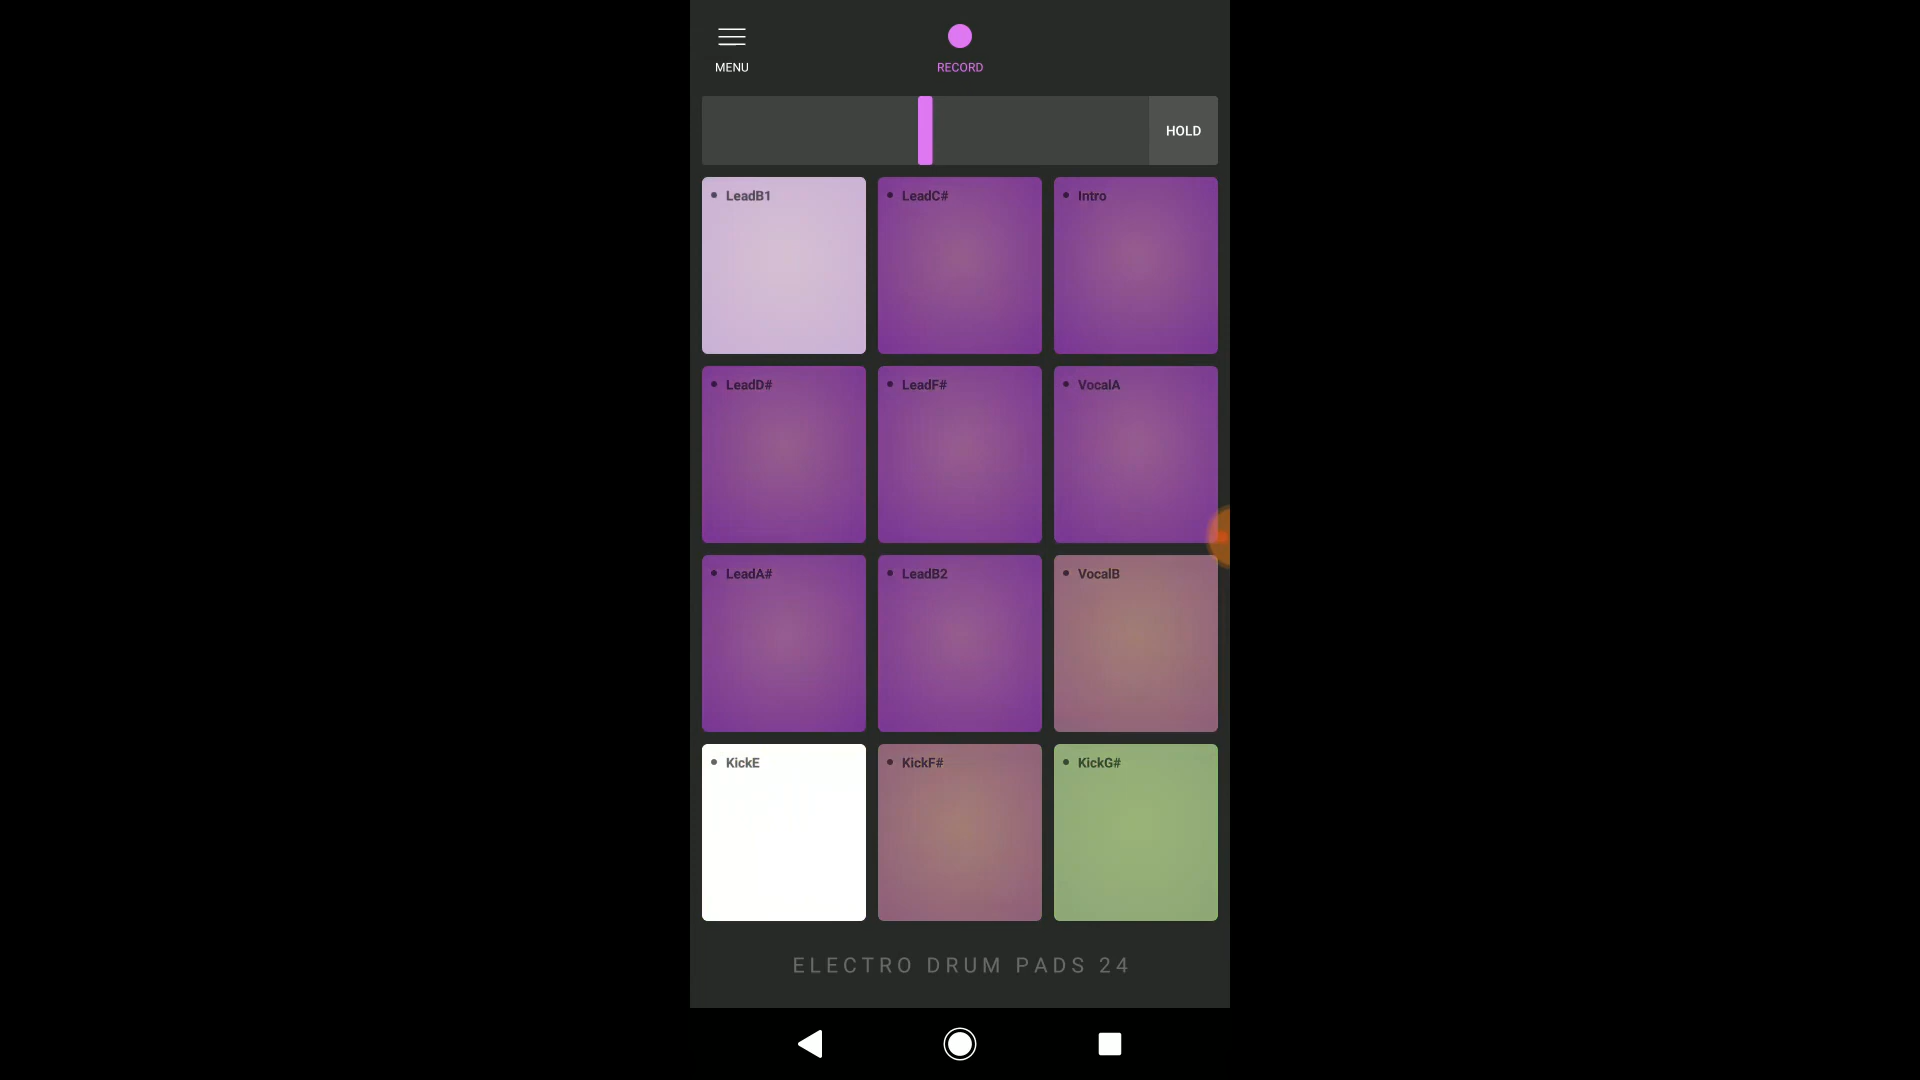 MENU
RECORD
HOLD
LeadB1
LeadC#
Intro
LeadD#
LeadF#
VocalA
LeadA#
LeadB2
VocalB
KickE
KickF#
KickG#
ELECTRO DRUM PADS 24